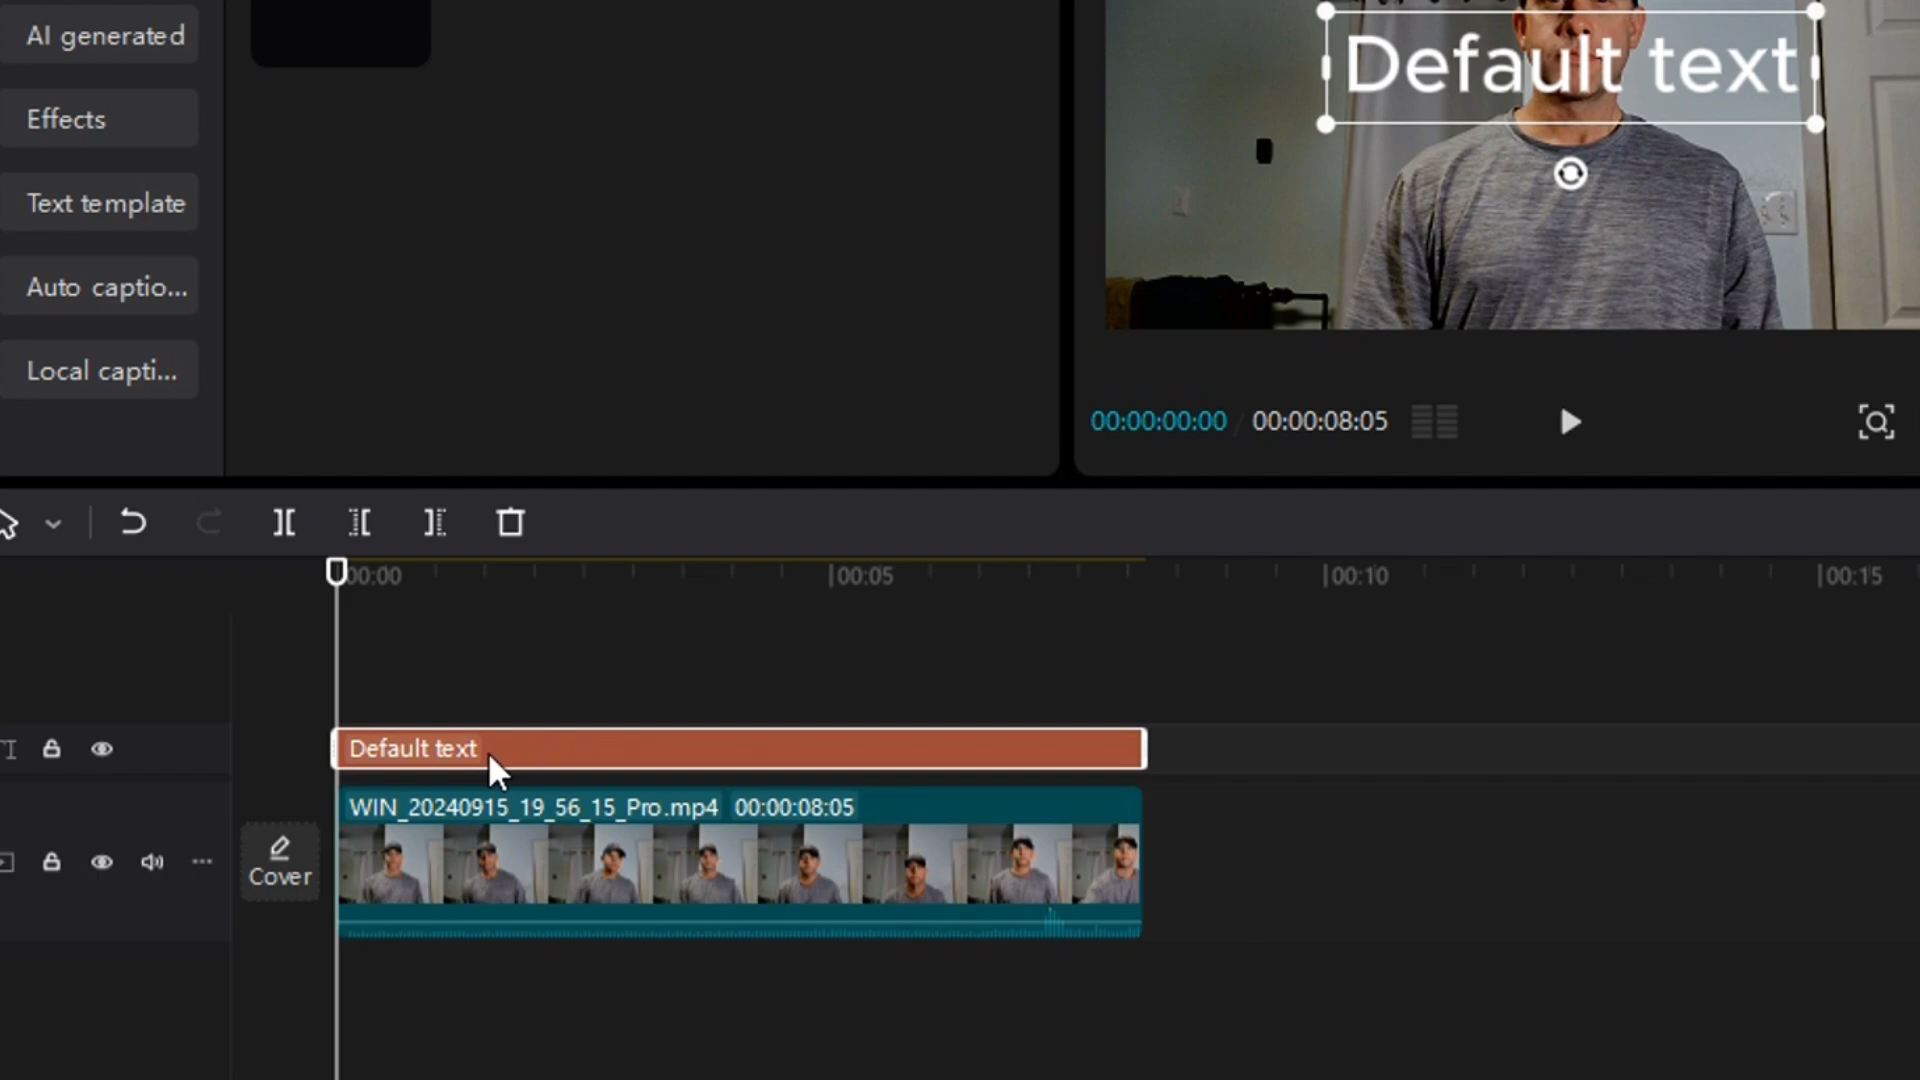 AI generated
Effects
Text template
Auto captio...
Local capti...
Default text
00:00:00:00 / 00:00:08:05
00:00
00:05
00:10
00:15
Default text
WIN_20240915_19_56_15_Pro.mp4 00:00:08:05
Cover